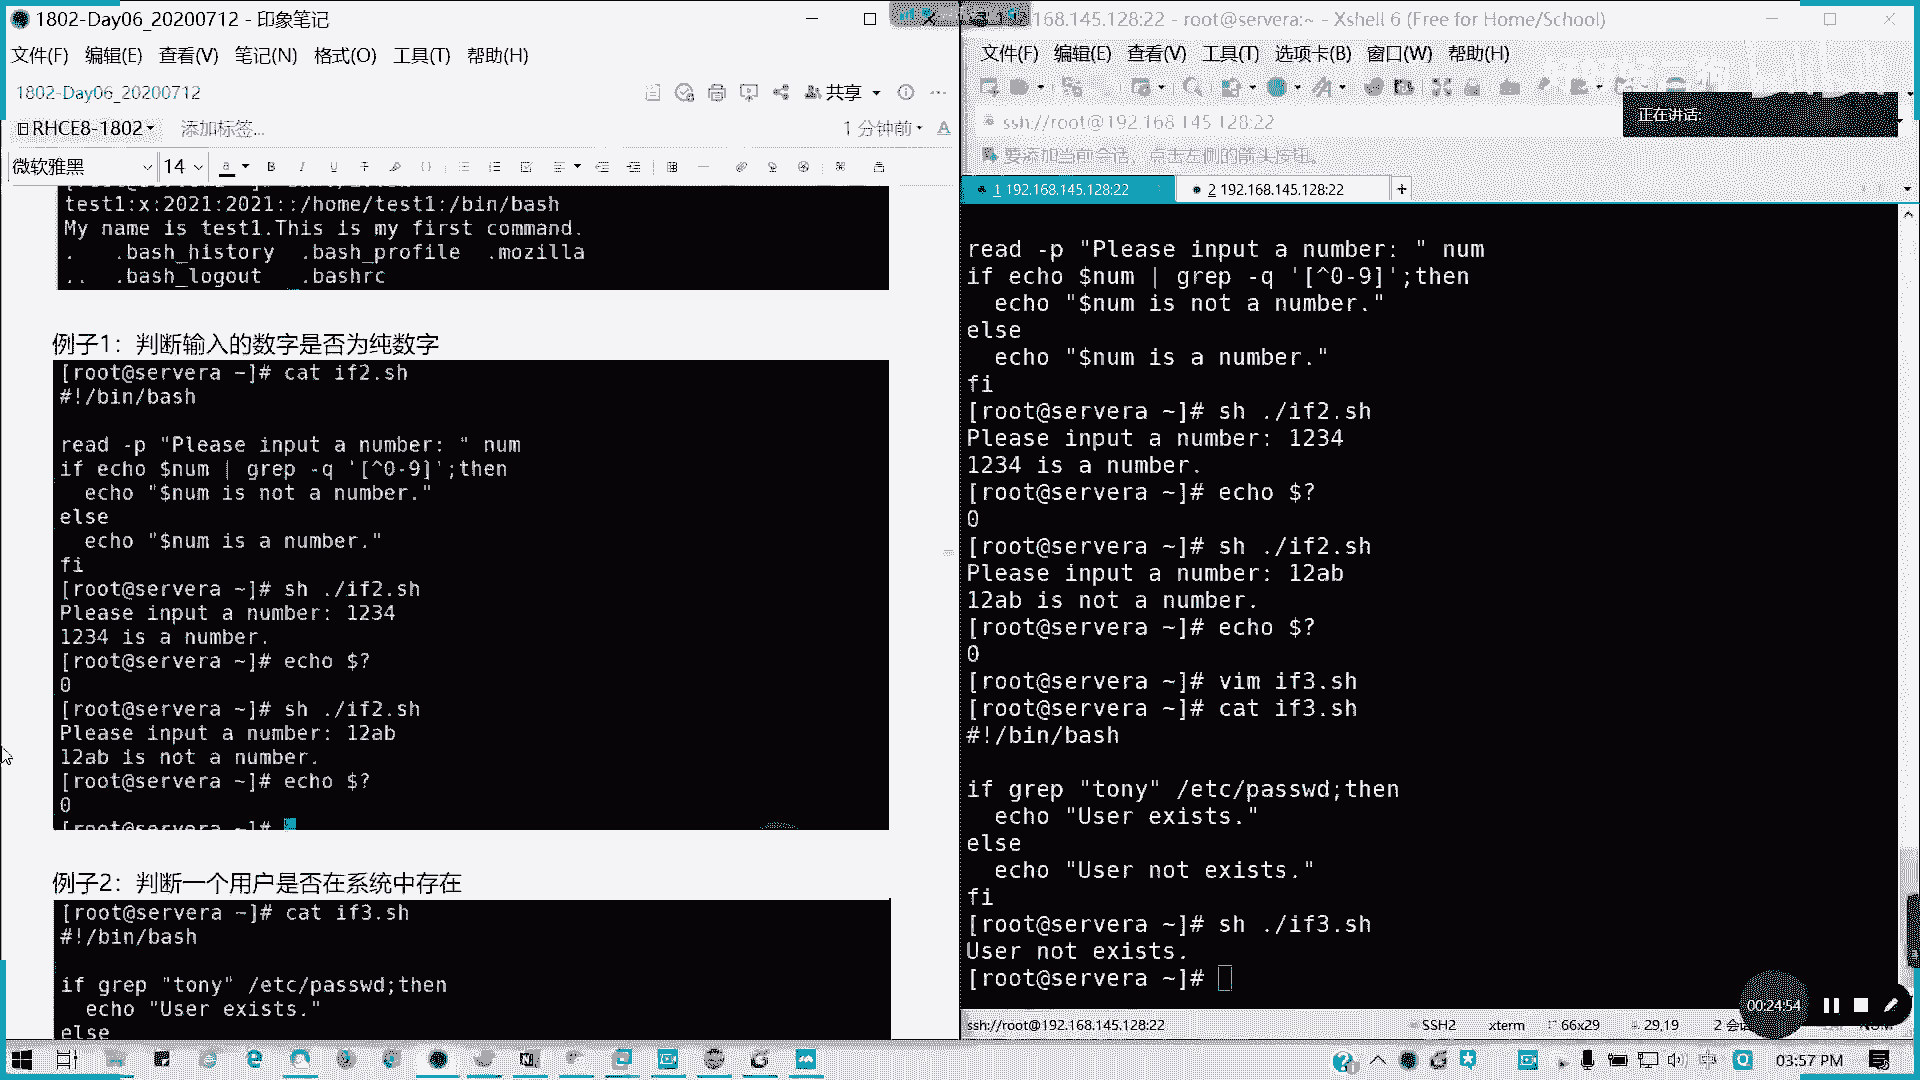 1802-Day06_20200712 - 印象笔记
文件(F) 编辑(E) 查看(V) 笔记(N) 格式(O) 工具(T) 帮助(H)
1802-Day06_20200712
共享
RHCE8-1802
添加标签...
1 分钟前
微软雅黑 14
test1:x:2021:2021::/home/test1:/bin/bash
My name is test1.This is my first command.
. .bash_history .bash_profile .mozilla
.. .bash_logout .bashrc
例子1：判断输入的数字是否为纯数字
[root@servera ~]# cat if2.sh
#!/bin/bash
read -p "Please input a number: " num
if echo $num | grep -q '[^0-9]';then
echo "$num is not a number."
else
echo "$num is a number."
fi
[root@servera ~]# sh ./if2.sh
Please input a number: 1234
1234 is a number.
[root@servera ~]# echo $?
0
[root@servera ~]# sh ./if2.sh
Please input a number: 12ab
12ab is not a number.
[root@servera ~]# echo $?
0
[root@servera ~]#
例子2：判断一个用户是否在系统中存在
[root@servera ~]# cat if3.sh
#!/bin/bash
if grep "tony" /etc/passwd;then
echo "User exists."
else
168.145.128:22 - root@servera:~ - Xshell 6 (Free for Home/School)
文件(F) 编辑(E) 查看(V) 工具(T) 选项卡(B) 窗口(W) 帮助(H)
正在讲话:
ssh://root@192.168.145.128:22
要添加当前会话，点击左侧的箭头按钮。
1 192.168.145.128:22
2 192.168.145.128:22
read -p "Please input a number: " num
if echo $num | grep -q '[^0-9]';then
echo "$num is not a number."
else
echo "$num is a number."
fi
[root@servera ~]# sh ./if2.sh
Please input a number: 1234
1234 is a number.
[root@servera ~]# echo $?
0
[root@servera ~]# sh ./if2.sh
Please input a number: 12ab
12ab is not a number.
[root@servera ~]# echo $?
0
[root@servera ~]# vim if3.sh
[root@servera ~]# cat if3.sh
#!/bin/bash
if grep "tony" /etc/passwd;then
echo "User exists."
else
echo "User not exists."
fi
[root@servera ~]# sh ./if3.sh
User not exists.
[root@servera ~]#
00:24:54
ssh://root@192.168.145.128:22 SSH2 xterm 66x29 29,19 2 会
03:57 PM